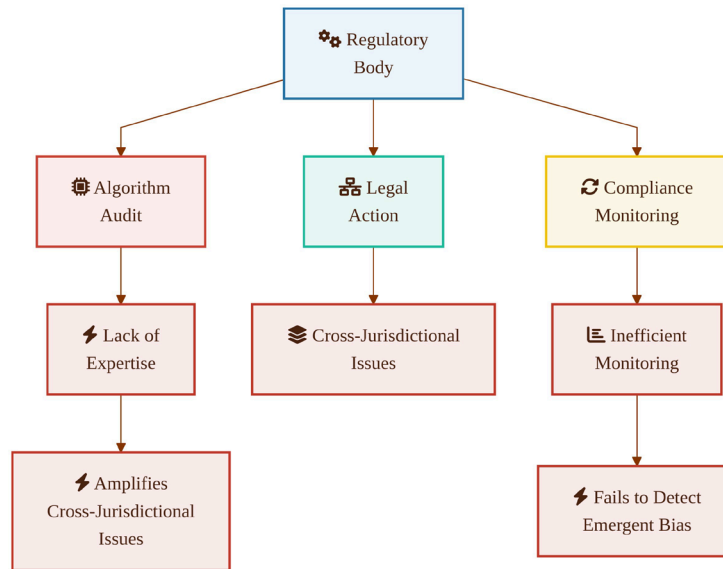 Regulatory
Body
Algorithm
Audit
Legal
Action
Compliance
Monitoring
Lack of
Expertise
Cross-Jurisdictional
Issues
Inefficient
Monitoring
Amplifies
Cross-Jurisdictional
Issues
Fails to Detect
Emergent Bias